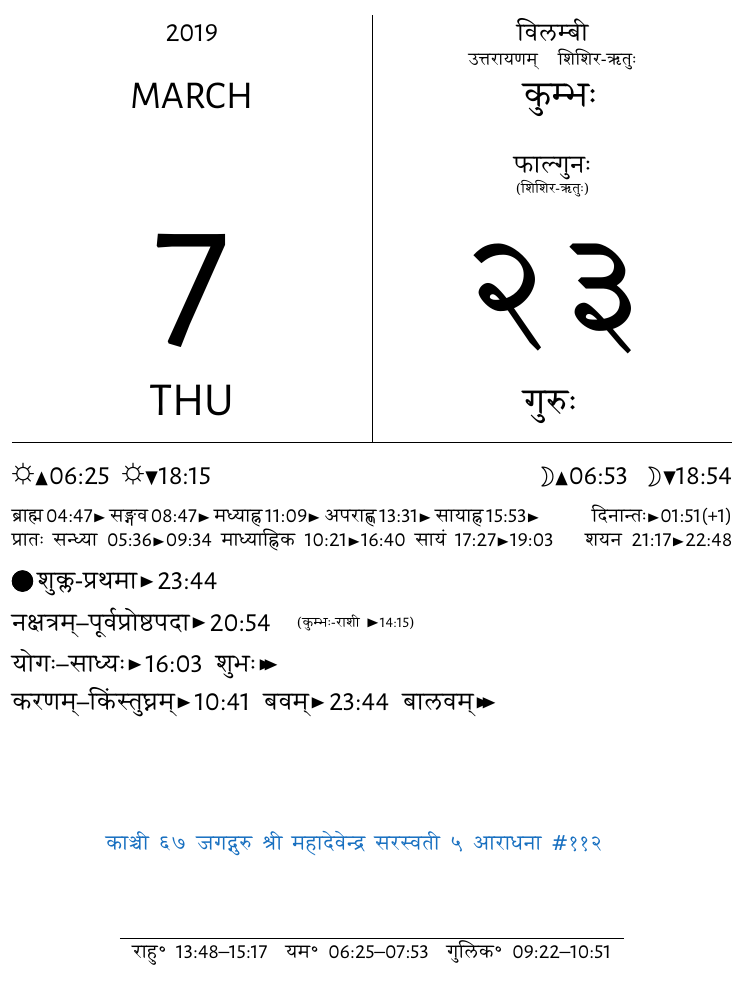 2019
MARCH
7
THU
विलम्बी
उत्तरायणम् शिशिर-ऋतुः
कुम्भः
फाल्गुनः
(शिशिर-ऋतुः)
२३
गुरुः
☼▲06:25 ☼▼18:15 ☽▲06:53 ☽▼18:54
ब्राह्म 04:47► सङ्गव 08:47► मध्याह्न 11:09► अपराह्ण 13:31► सायाह्न 15:53► दिनान्तः►01:51(+1)
प्रातः सन्ध्या 05:36►09:34 माध्याह्निक 10:21►16:40 सायं 17:27►19:03 शयन 21:17►22:48
●शुक्ल-प्रथमा►23:44
नक्षत्रम्–पूर्वप्रोष्ठपदा►20:54 (कुम्भः-राशी ►14:15)
योगः–साध्यः►16:03 शुभः►►
करणम्–किंस्तुघ्नम्►10:41 बवम्►23:44 बालवम्►►
काञ्ची ६७ जगद्गुरु श्री महादेवेन्द्र सरस्वती ५ आराधना #११२
राहु° 13:48–15:17 यम° 06:25–07:53 गुलिक° 09:22–10:51